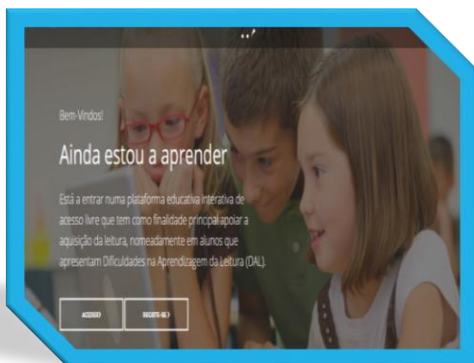 Bem-Vindos!
Ainda estou a aprender
Está a entrar numa plataforma educativa interativa de
acesso livre que tem como finalidade principal apoiar a
aquisição da leitura, nomeadamente em alunos que
apresentam Dificuldades na Aprendizagem da Leitura (DAL).